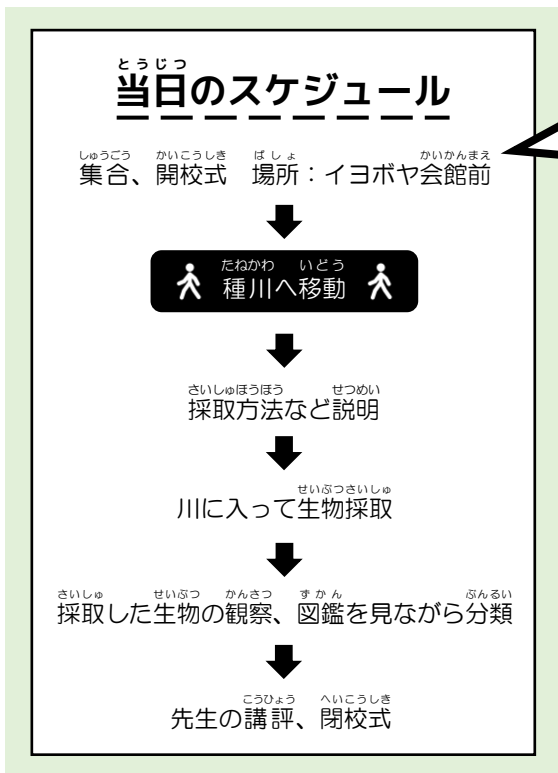 とうじつ
当日のスケジュール
しゅうごう かいこうしき ばしょ かいかんまえ
集合、開校式 場所：イヨボヤ会館前
たねかわ いどう
種川へ移動
さいしゅほうほう せつめい
採取方法など説明
せいぶつさいしゅ
川に入って生物採取
さいしゅ せいぶつ かんさつ ずかん ぶんるい
採取した生物の観察、図鑑を見ながら分類
こうひょう へいこうしき
先生の講評、閉校式